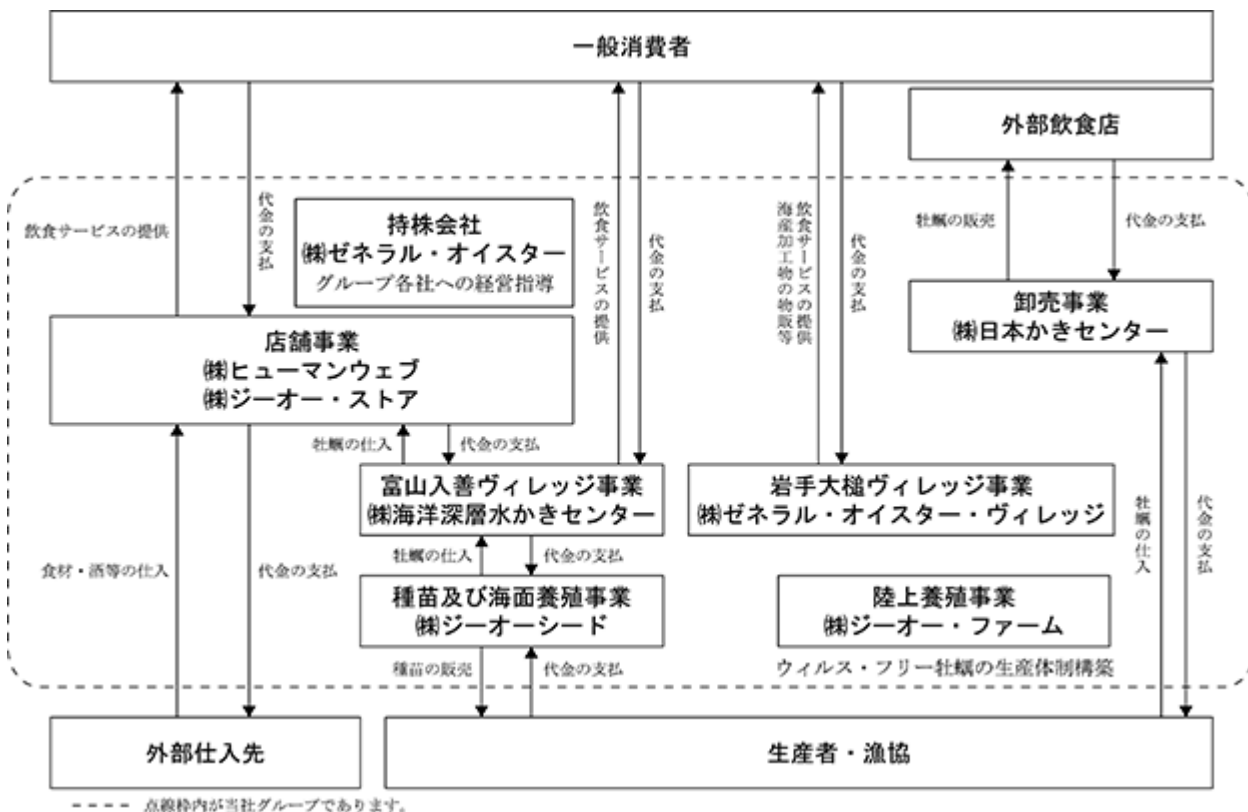 一般消費者
外部飲食店
飲食サービスの提供
代金の支払
持株会社
㈱ゼネラル・オイスター
グループ各社への経営指導
飲食サービスの提供
代金の支払
飲食サービスの提供
海産加工物の物販等
代金の支払
牡蠣の販売
代金の支払
卸売事業
㈱日本かきセンター
店舗事業
㈱ヒューマンウェブ
㈱ジーオー・ストア
牡蠣の仕入
代金の支払
富山入善ヴィレッジ事業
㈱海洋深層水かきセンター
岩手大槌ヴィレッジ事業
㈱ゼネラル・オイスター・ヴィレッジ
牡蠣の仕入
代金の支払
食材・酒等の仕入
代金の支払
牡蠣の仕入
代金の支払
種苗及び海面養殖事業
㈱ジーオーシード
陸上養殖事業
㈱ジーオー・ファーム
ウィルス・フリー牡蠣の生産体制構築
種苗の販売
代金の支払
外部仕入先
生産者・漁協
点線枠内が当社グループであります。